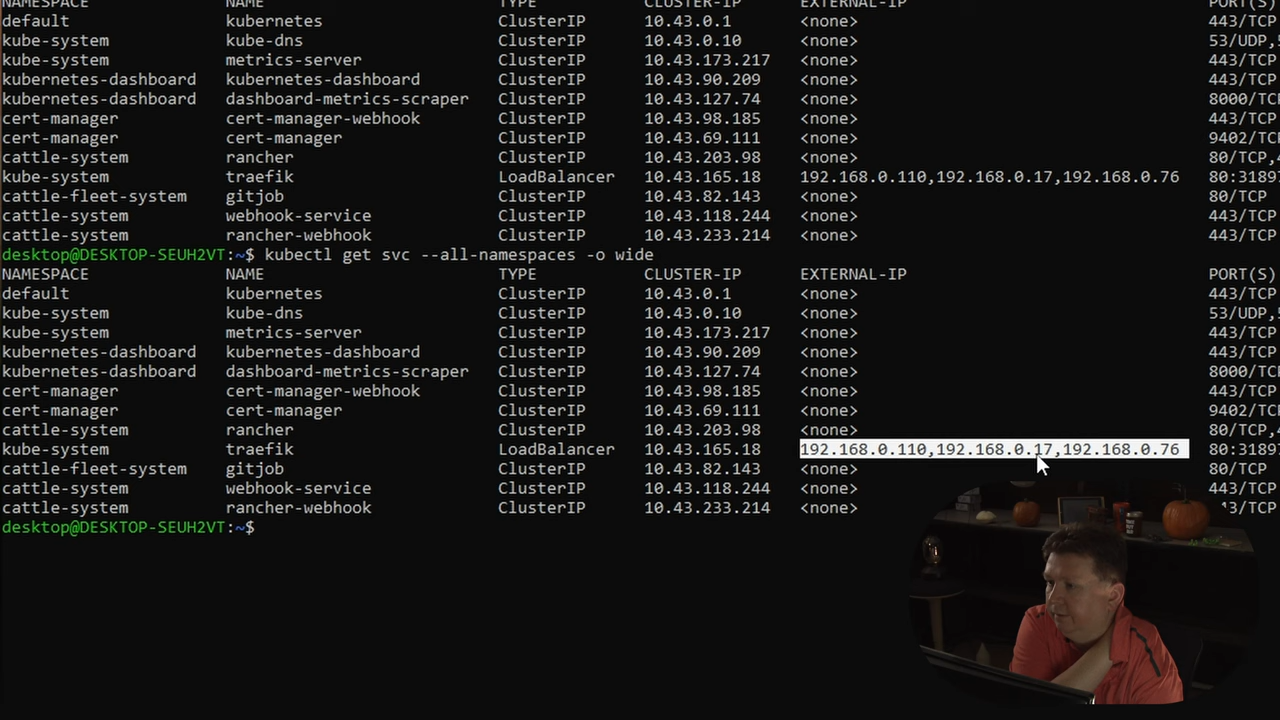 NAMESPACE NAME TYPE CLUSTER-IP EXTERNAL-IP PORT(S)
default kubernetes ClusterIP 10.43.0.1 <none> 443/TCP
kube-system kube-dns ClusterIP 10.43.0.10 <none> 53/UDP,
kube-system metrics-server ClusterIP 10.43.173.217 <none> 443/TCP
kubernetes-dashboard kubernetes-dashboard ClusterIP 10.43.90.209 <none> 443/TCP
kubernetes-dashboard dashboard-metrics-scraper ClusterIP 10.43.127.74 <none> 8000/TCP
cert-manager cert-manager-webhook ClusterIP 10.43.98.185 <none> 443/TCP
cert-manager cert-manager ClusterIP 10.43.69.111 <none> 9402/TCP
cattle-system rancher ClusterIP 10.43.203.98 <none> 80/TCP,4
kube-system traefik LoadBalancer 10.43.165.18 192.168.0.110,192.168.0.17,192.168.0.76 80:31897
cattle-fleet-system gitjob ClusterIP 10.43.82.143 <none> 80/TCP
cattle-system webhook-service ClusterIP 10.43.118.244 <none> 443/TCP
cattle-system rancher-webhook ClusterIP 10.43.233.214 <none> 443/TCP
desktop@DESKTOP-SEUH2VT:~$ kubectl get svc --all-namespaces -o wide
NAMESPACE NAME TYPE CLUSTER-IP EXTERNAL-IP PORT(S)
default kubernetes ClusterIP 10.43.0.1 <none> 443/TCP
kube-system kube-dns ClusterIP 10.43.0.10 <none> 53/UDP,5
kube-system metrics-server ClusterIP 10.43.173.217 <none> 443/TCP
kubernetes-dashboard kubernetes-dashboard ClusterIP 10.43.90.209 <none> 443/TCP
kubernetes-dashboard dashboard-metrics-scraper ClusterIP 10.43.127.74 <none> 8000/TCP
cert-manager cert-manager-webhook ClusterIP 10.43.98.185 <none> 443/TCP
cert-manager cert-manager ClusterIP 10.43.69.111 <none> 9402/TCP
cattle-system rancher ClusterIP 10.43.203.98 <none> 80/TCP,4
kube-system traefik LoadBalancer 10.43.165.18 192.168.0.110,192.168.0.17,192.168.0.76 80:31897
cattle-fleet-system gitjob ClusterIP 10.43.82.143 <none> 80/TCP
cattle-system webhook-service ClusterIP 10.43.118.244 <none> 443/TCP
cattle-system rancher-webhook ClusterIP 10.43.233.214 <none>
desktop@DESKTOP-SEUH2VT:~$